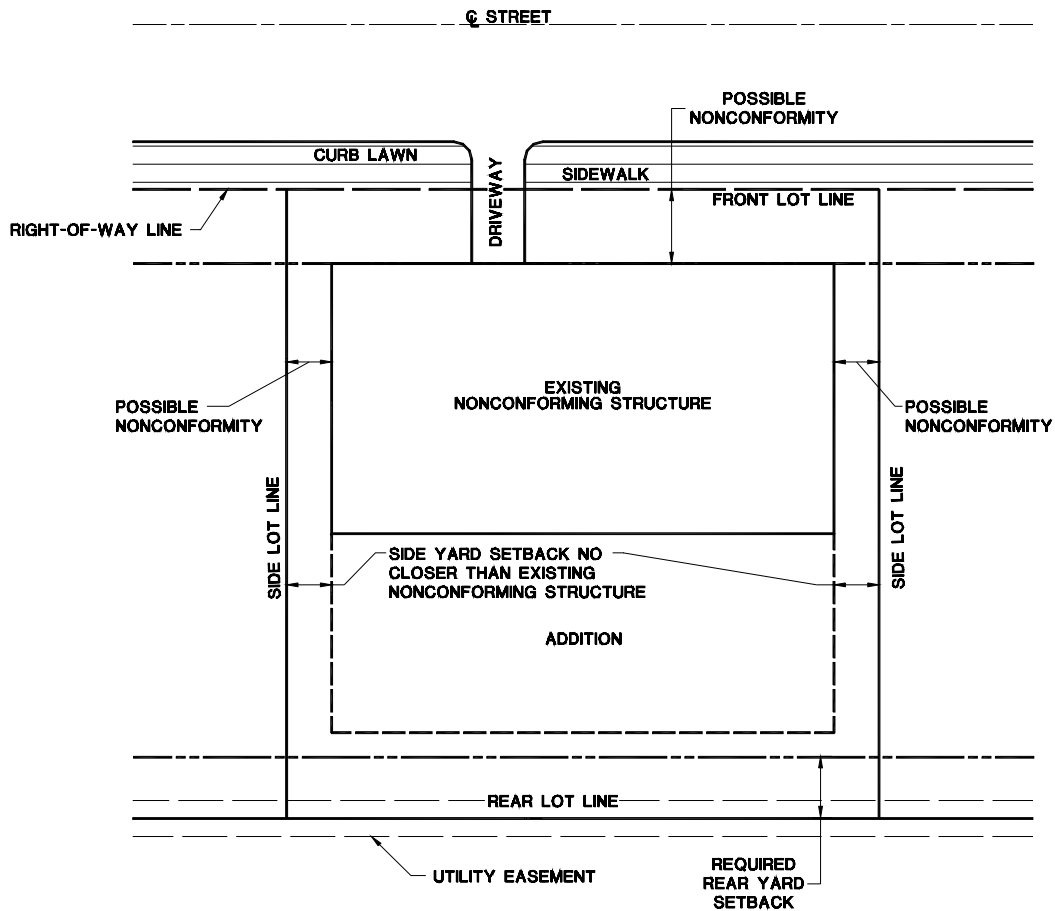 ℄ STREET
POSSIBLE
NONCONFORMITY
CURB LAWN
DRIVEWAY
SIDEWALK
FRONT LOT LINE
RIGHT-OF-WAY LINE
EXISTING
NONCONFORMING STRUCTURE
POSSIBLE
NONCONFORMITY
POSSIBLE
NONCONFORMITY
SIDE LOT LINE
SIDE LOT LINE
SIDE YARD SETBACK NO
CLOSER THAN EXISTING
NONCONFORMING STRUCTURE
ADDITION
REAR LOT LINE
UTILITY EASEMENT
REQUIRED
REAR YARD
SETBACK